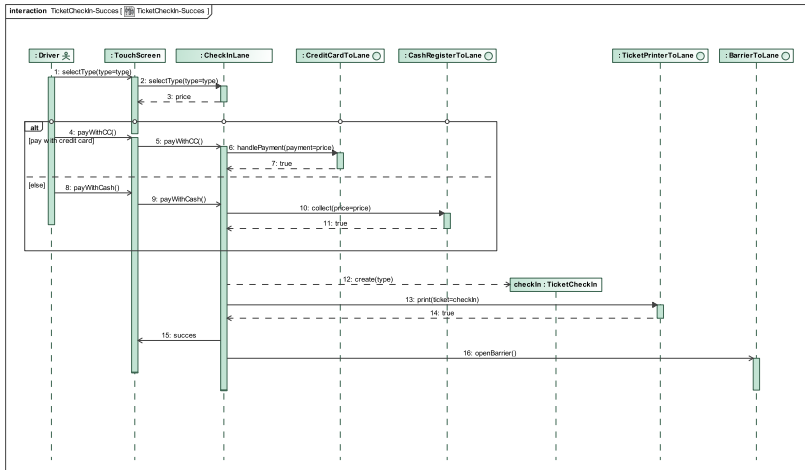 interaction TicketCheckIn-Succes [ TicketCheckIn-Succes ]
: Driver
: TouchScreen
: CheckInLane
: CreditCardToLane
: CashRegisterToLane
: TicketPrinterToLane
: BarrierToLane
1: selectType(type=type)
2: selectType(type=type)
3: price
alt
4: payWithCC()
[pay with credit card]
5: payWithCC()
6: handlePayment(payment=price)
7: true
[else]
8: payWithCash()
9: payWithCash()
10: collect(price=price)
11: true
12: create(type)
checkIn : TicketCheckIn
13: print(ticket=checkIn)
14: true
15: succes
16: openBarrier()